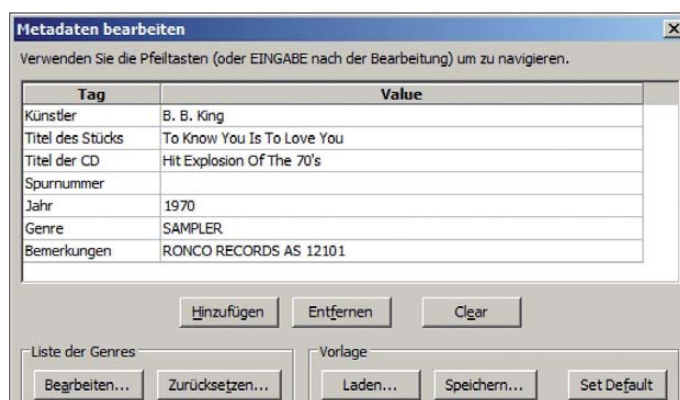 Metadaten bearbeiten
Verwenden Sie die Pfeiltasten (oder EINGABE nach der Bearbeitung) um zu navigieren.
Tag Value
Künstler B. B. King
Titel des Stücks To Know You Is To Love You
Titel der CD Hit Explosion Of The 70's
Spurnummer
Jahr 1970
Genre SAMPLER
Bemerkungen RONCO RECORDS AS 12101
Hinzufügen Entfernen Clear
Liste der Genres Vorlage
Bearbeiten... Zurücksetzen... Laden... Speichern... Set Default